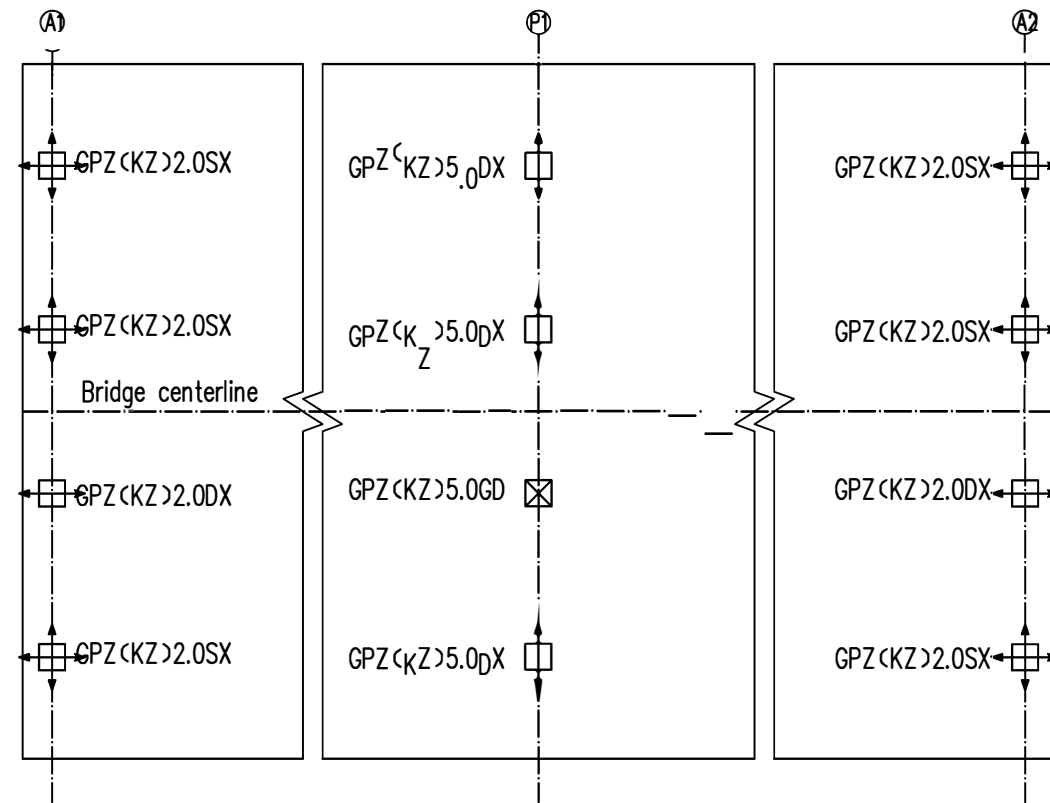 A1 P1 A2
GPZ(KZ)2.0SX GPZ(KZ)5.0DX GPZ(KZ)2.0SX
GPZ(KZ)2.0SX GPZ(KZ)5.0DX GPZ(KZ)2.0SX
Bridge centerline
GPZ(KZ)2.0DX GPZ(KZ)5.0GD GPZ(KZ)2.0DX
GPZ(KZ)2.0SX GPZ(KZ)5.0DX GPZ(KZ)2.0SX